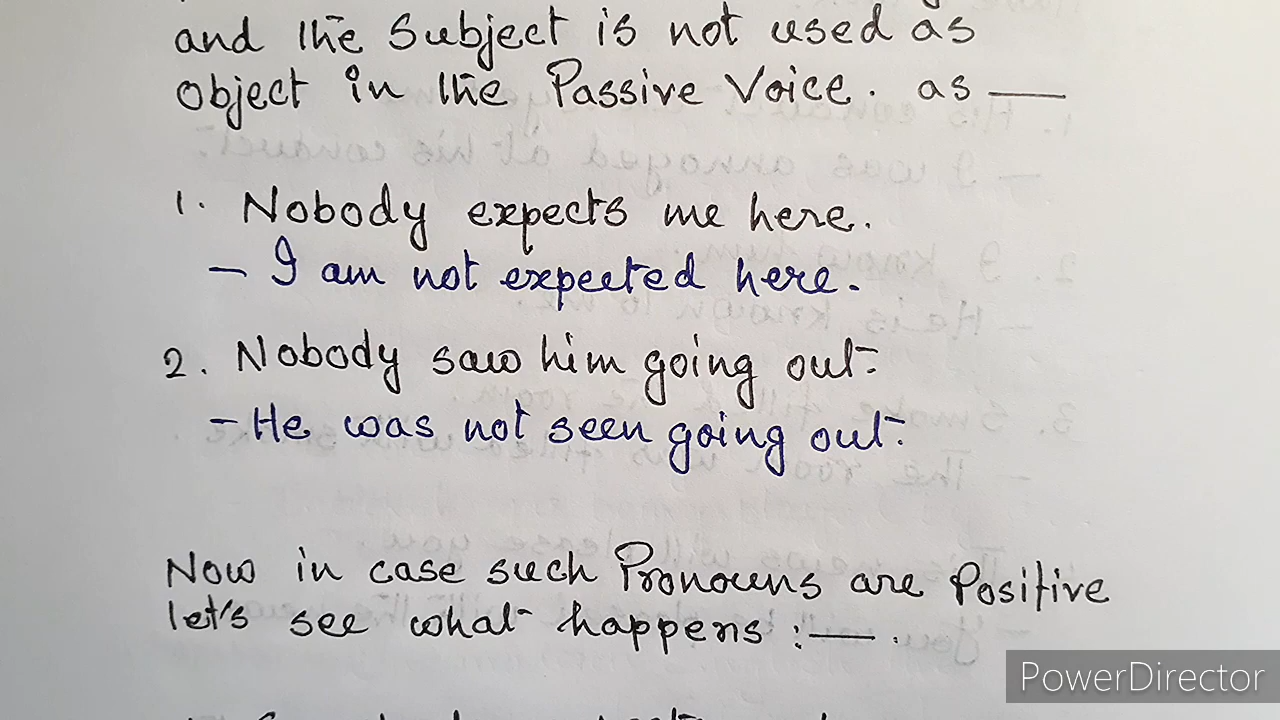 and the Subject is not used as
object in the Passive Voice. as —
1. Nobody expects me here.
– I am not expected here.
2. Nobody saw him going out.
– He was not seen going out.
Now in case such Pronouns are Positive
let's see what happens :— .
PowerDirector